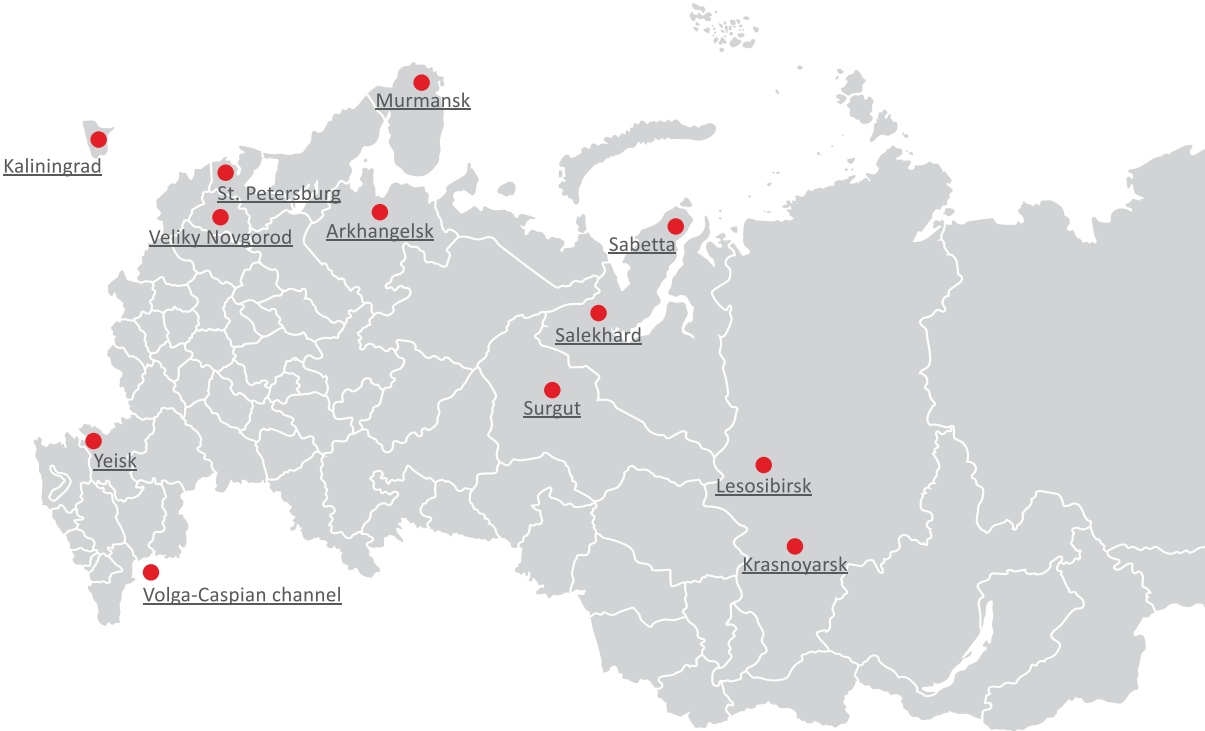 Murmansk
Kaliningrad
St. Petersburg
Arkhangelsk
Veliky Novgorod
Sabetta
Salekhard
Surgut
Yeisk
Lesosibirsk
Krasnoyarsk
Volga-Caspian channel